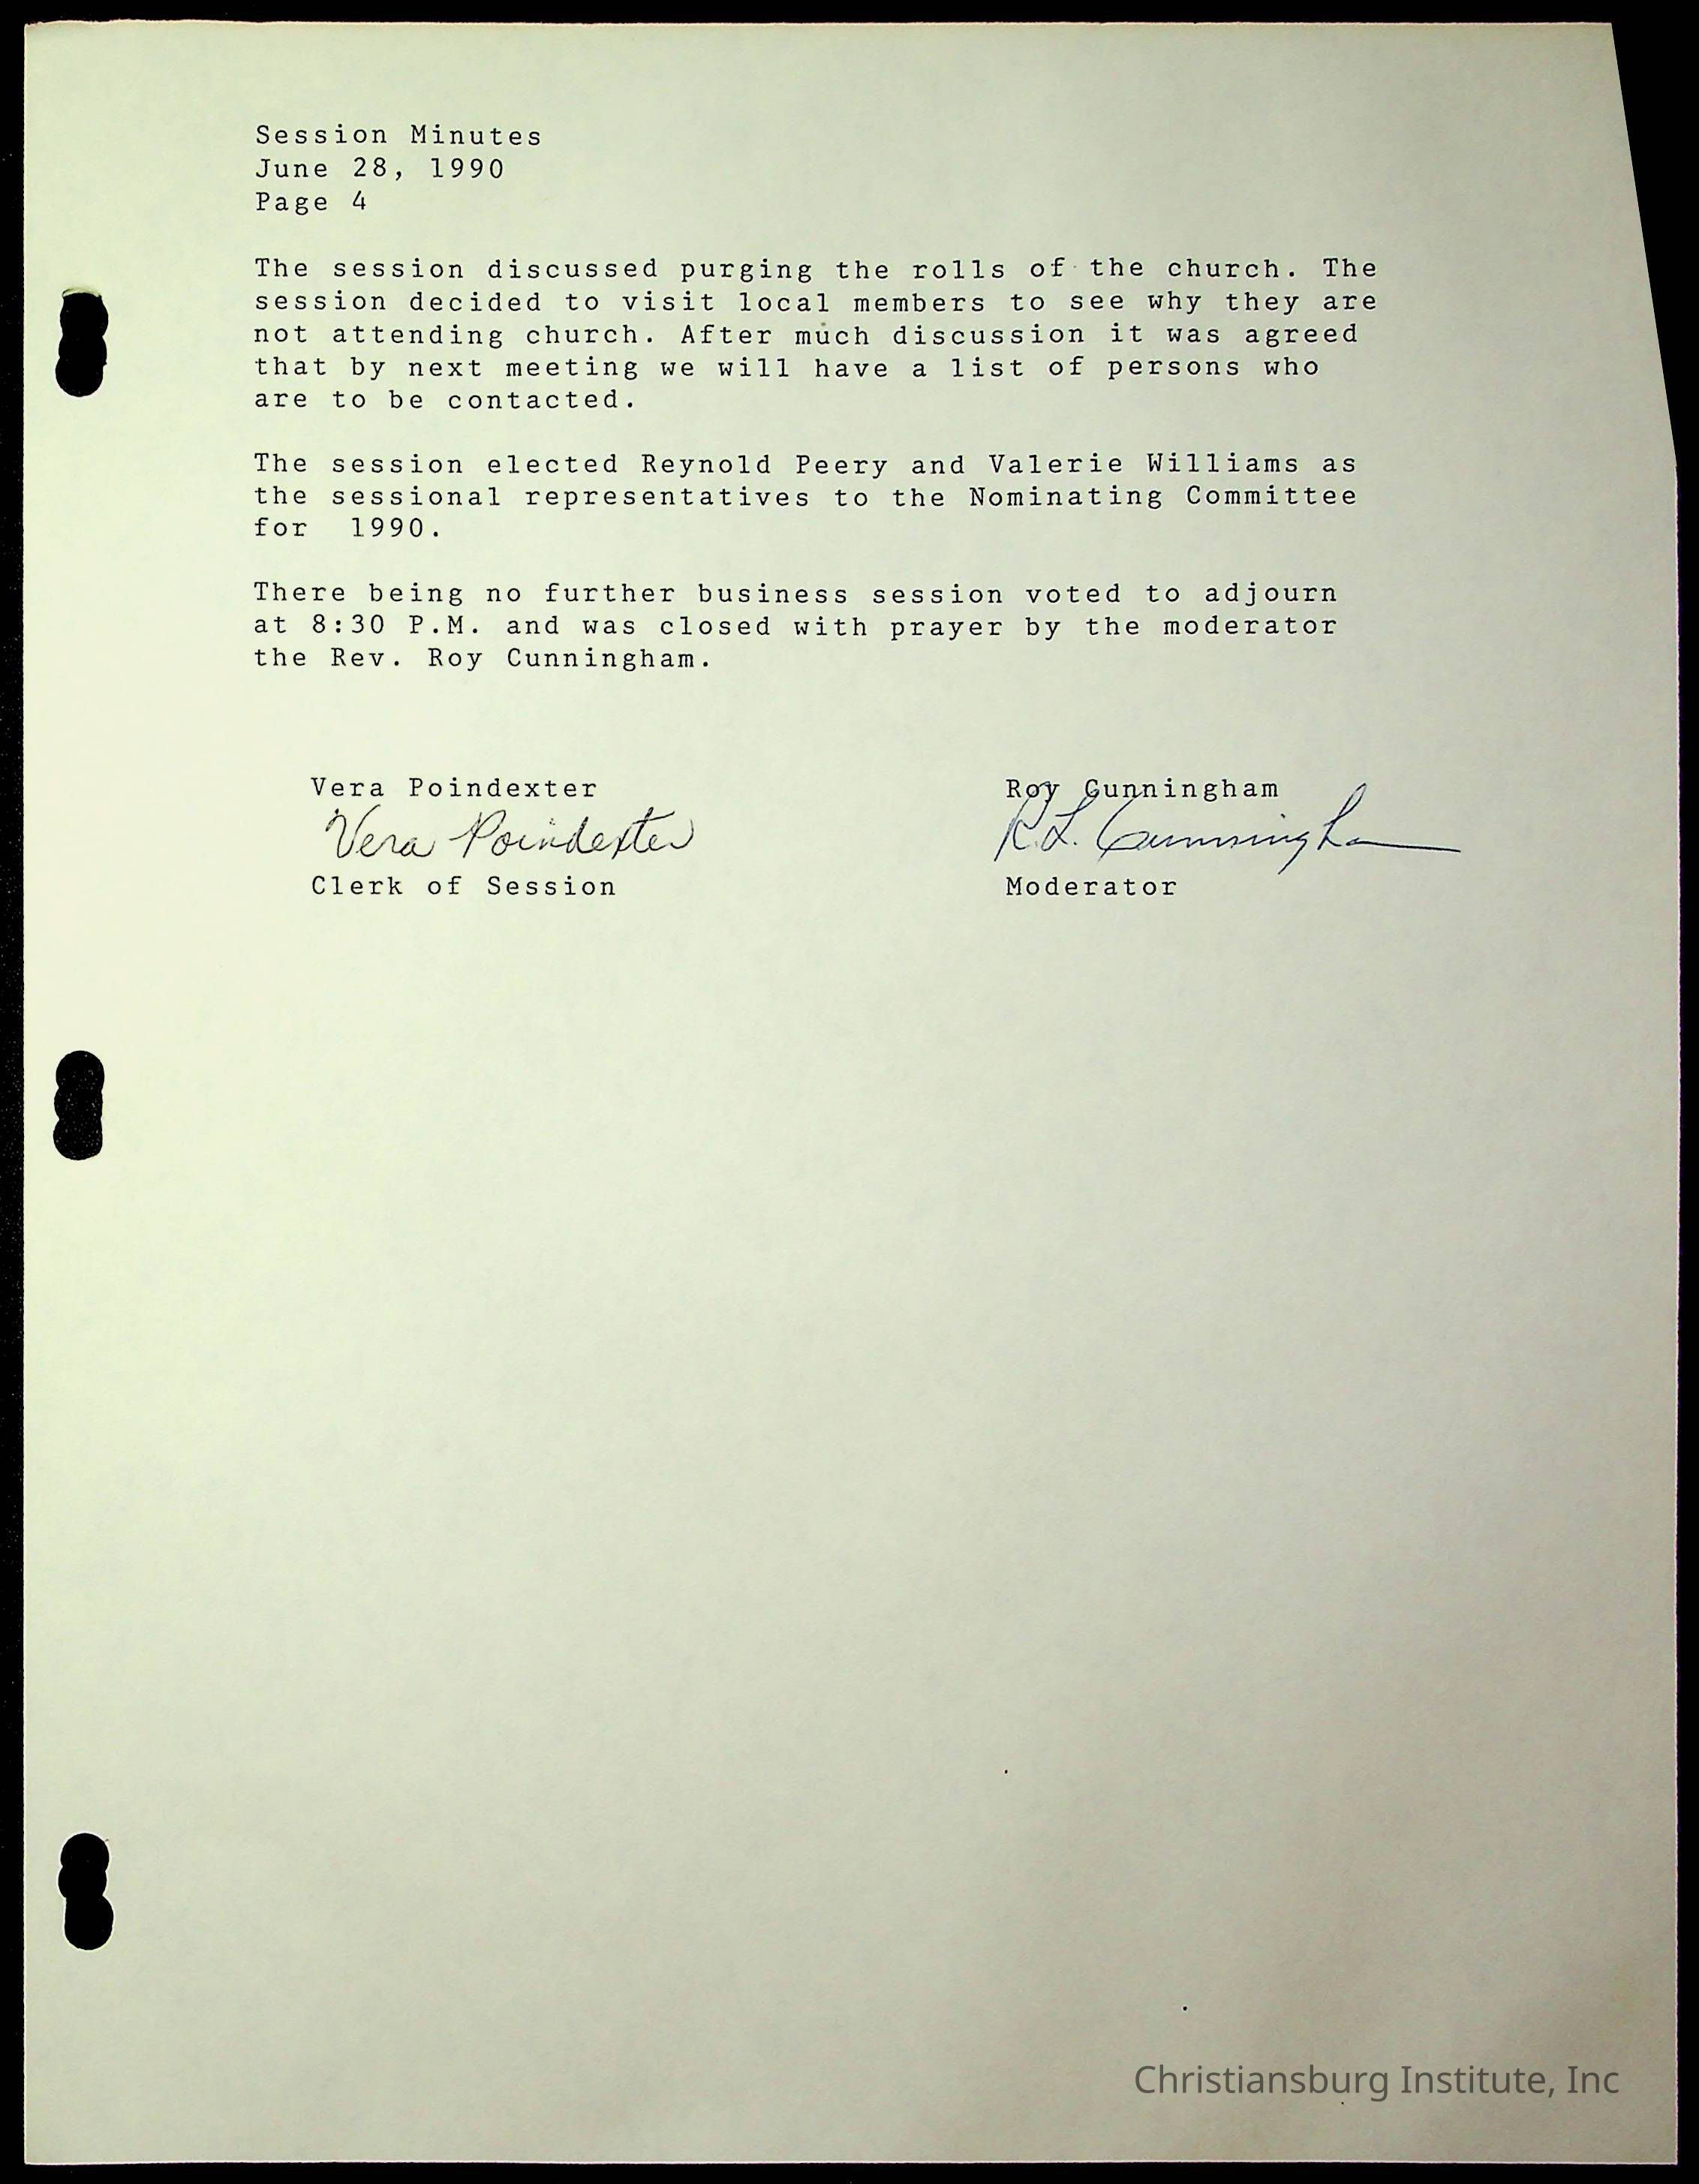 Session Minutes
June 28, 1990
Page 4
The session discussed purging the rolls of the church. The
session decided to visit local members to see why they are
not attending church. After much discussion it was agreed
that by next meeting we will have a list of persons who
are to be contacted.
The session elected Reynold Peery and Valerie Williams as
the sessional representatives to the Nominating Committee
for 1990.
There being no further business session voted to adjourn
at 8:30 P.M. and was closed with prayer by the moderator
the Rev. Roy Cunningham.
Vera Poindexter
Vera Poindexter
Clerk of Session
Roy Cunningham
R.L. Cunningham
Moderator
Christiansburg Institute, Inc